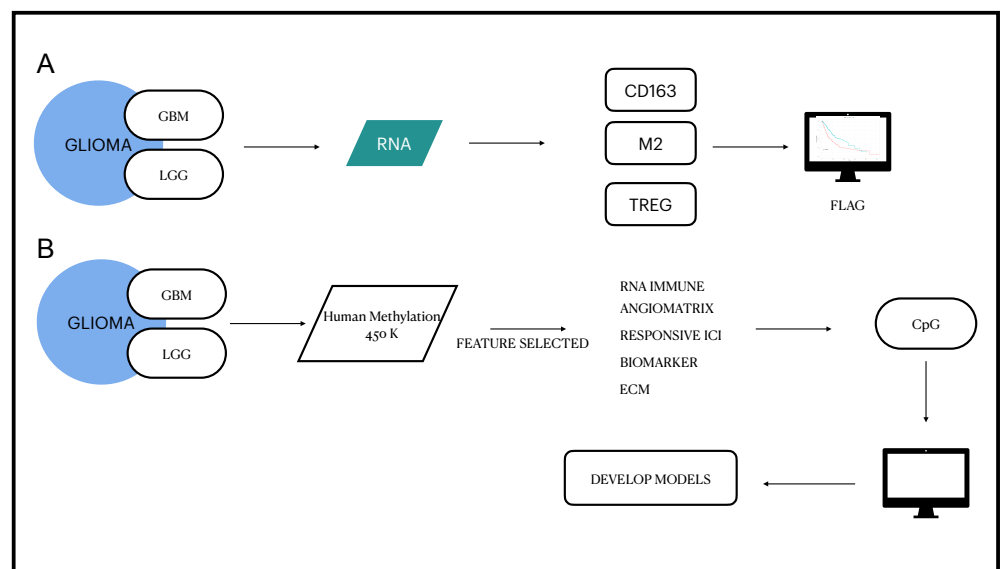 A
GLIOMA
GBM
LGG
RNA
CD163
M2
TREG
FLAG
B
GLIOMA
GBM
LGG
Human Methylation
450 K
FEATURE SELECTED
RNA IMMUNE
ANGIOMATRIX
RESPONSIVE ICI
BIOMARKER
ECM
CpG
DEVELOP MODELS